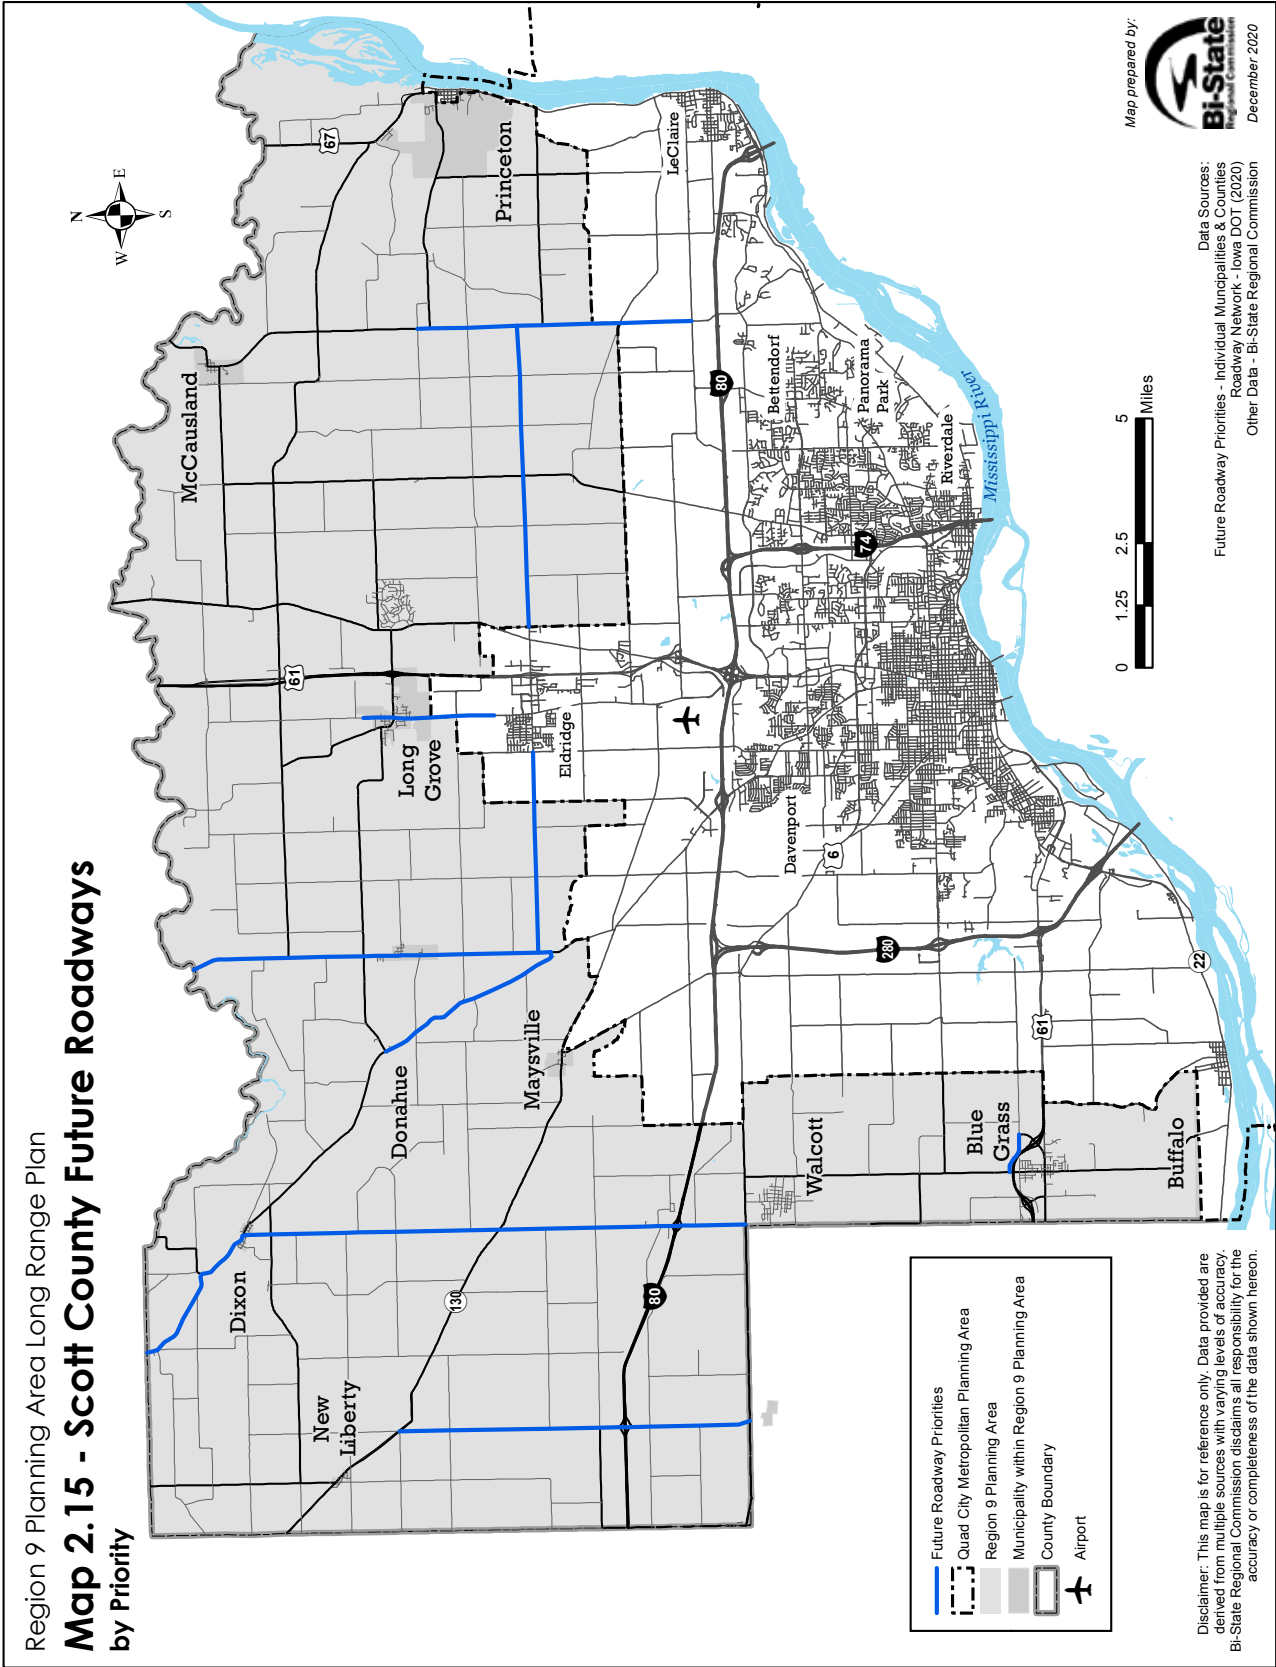 Region 9 Planning Area Long Range Plan
Map 2.15 - Scott County Future Roadways
by Priority
N
W
E
S
67
McCausland
Princeton
LeClaire
61
Long
Grove
Eldridge
80
Bettendorf
Panorama
Park
Riverdale
74
Mississippi River
Donahue
Maysville
Davenport
6
280
61
22
Dixon
New
Liberty
130
80
Walcott
Blue
Grass
Buffalo
Future Roadway Priorities
Quad City Metropolitan Planning Area
Region 9 Planning Area
Municipality within Region 9 Planning Area
County Boundary
Airport
0
1.25
2.5
5
Miles
Disclaimer: This map is for reference only. Data provided are
derived from multiple sources with varying levels of accuracy.
Bi-State Regional Commission disclaims all responsibility for the
accuracy or completeness of the data shown hereon.
Data Sources:
Future Roadway Priorities - Individual Muncipalities & Counties
Roadway Network - Iowa DOT (2020)
Other Data - Bi-State Regional Commission
Map prepared by:
Bi-State
Regional Commission
December 2020